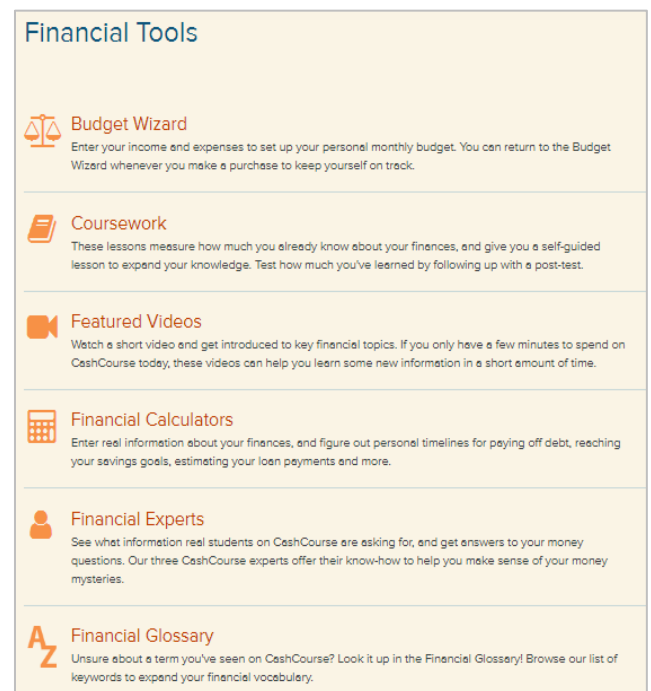 Financial Tools
Budget Wizard
Enter your income and expenses to set up your personal monthly budget. You can return to the Budget
Wizard whenever you make a purchase to keep yourself on track.
Coursework
These lessons measure how much you already know about your finances, and give you a self-guided
lesson to expand your knowledge. Test how much you've learned by following up with a post-test.
Featured Videos
Watch a short video and get introduced to key financial topics. If you only have a few minutes to spend on
CashCourse today, these videos can help you learn some new information in a short amount of time.
Financial Calculators
Enter real information about your finances, and figure out personal timelines for paying off debt, reaching
your savings goals, estimating your loan payments and more.
Financial Experts
See what information real students on CashCourse are asking for, and get answers to your money
questions. Our three CashCourse experts offer their know-how to help you make sense of your money
mysteries.
AZ
Financial Glossary
Unsure about a term you've seen on CashCourse? Look it up in the Financial Glossary! Browse our list of
keywords to expand your financial vocabulary.